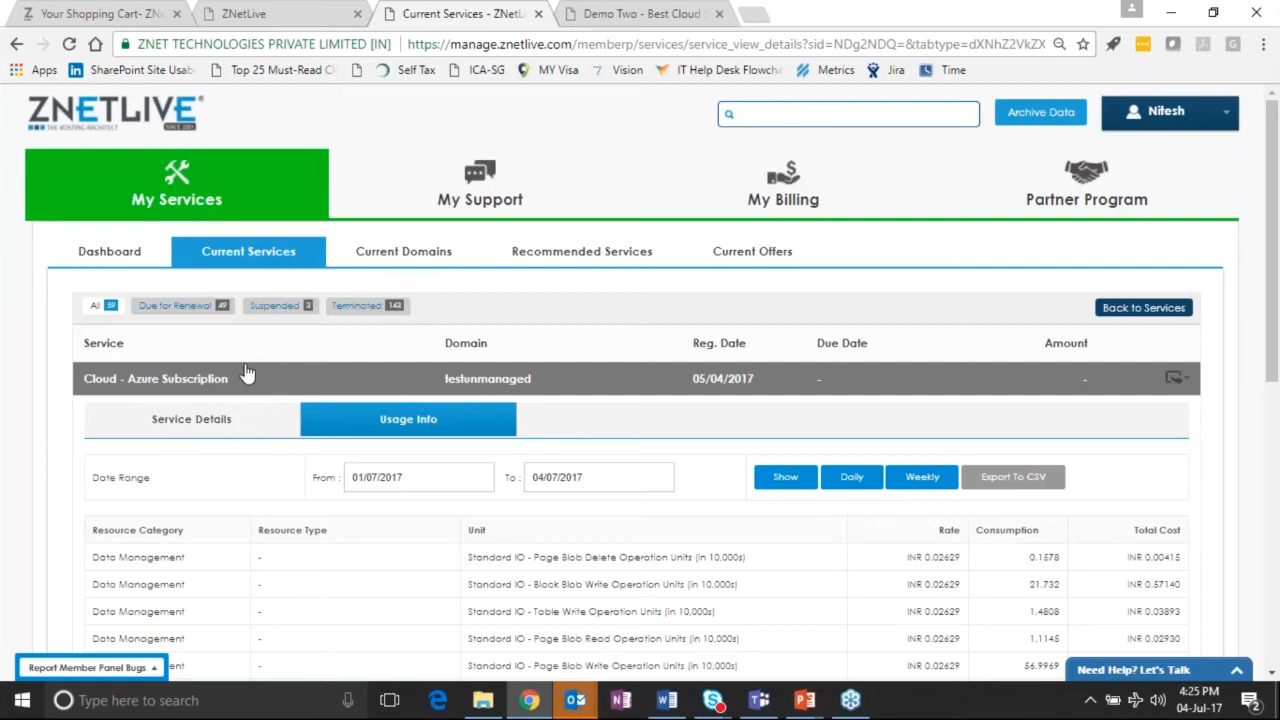 Your Shopping Cart- ZNe
ZNetLive
Current Services - ZNetL
Demo Two - Best Cloud
ZNET TECHNOLOGIES PRIVATE LIMITED [IN]
https://manage.znetlive.com/memberp/services/service_view_details?sid=NDg2NDQ=&tabtype=dXNhZ2VkZX
Apps
SharePoint Site Usab
Top 25 Must-Read Cl
Self Tax
ICA-SG
MY Visa
Vision
IT Help Desk Flowcha
Metrics
Jira
Time
ZNETLIVE
THE HOSTING ARCHITECT
SINCE 2001
Archive Data
Nitesh
My Services
My Support
My Billing
Partner Program
Dashboard
Current Services
Current Domains
Recommended Services
Current Offers
All 59
Due for Renewal 49
Suspended 3
Terminated 143
Back to Services
Service Domain Reg. Date Due Date Amount
Cloud - Azure Subscription testunmanaged 05/04/2017 - -
Service Details
Usage Info
Date Range From : 01/07/2017 To : 04/07/2017 Show Daily Weekly Export To CSV
Resource Category Resource Type Unit Rate Consumption Total Cost
Data Management - Standard IO - Page Blob Delete Operation Units (in 10,000s) INR 0.02629 0.1578 INR 0.00415
Data Management - Standard IO - Block Blob Write Operation Units (in 10,000s) INR 0.02629 21.732 INR 0.57140
Data Management - Standard IO - Table Write Operation Units (in 10,000s) INR 0.02629 1.4808 INR 0.03893
Data Management - Standard IO - Page Blob Read Operation Units (in 10,000s) INR 0.02629 1.1145 INR 0.02930
ent - Standard IO - Page Blob Write Operation Units (in 10,000s) INR 0.02629 56.9969
Report Member Panel Bugs
Need Help? Let's Talk
Type here to search
4:25 PM
04-Jul-17
2